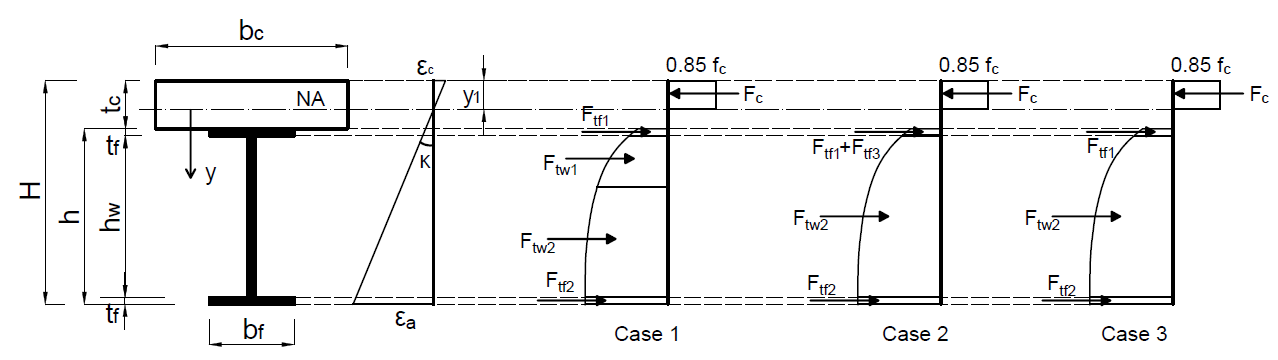 bc
εc
0.85 fc
0.85 fc
0.85 fc
tc
NA
y1
Fc
Fc
Fc
Ftf1
tf
K
Ftf1+Ftf3
Ftf1
y
Ftw1
H
h
hw
Ftw2
Ftw2
Ftw2
Ftf2
Ftf2
Ftf2
tf
εa
bf
Case 1
Case 2
Case 3